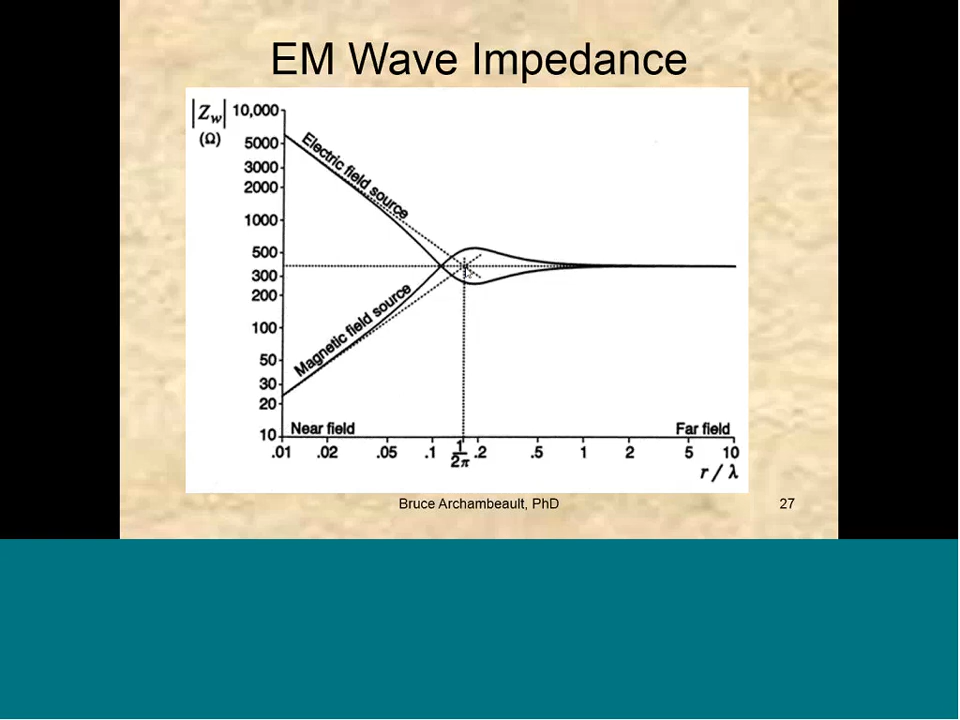 EM Wave Impedance
|Zw|
(Ω)
10,000
5000
3000
2000
1000
500
300
200
100
50
30
20
10
Electric field source
Magnetic field source
Near field
Far field
.01 .02 .05 .1 1/2π .2 .5 1 2 5 10
r / λ
Bruce Archambeault, PhD
27